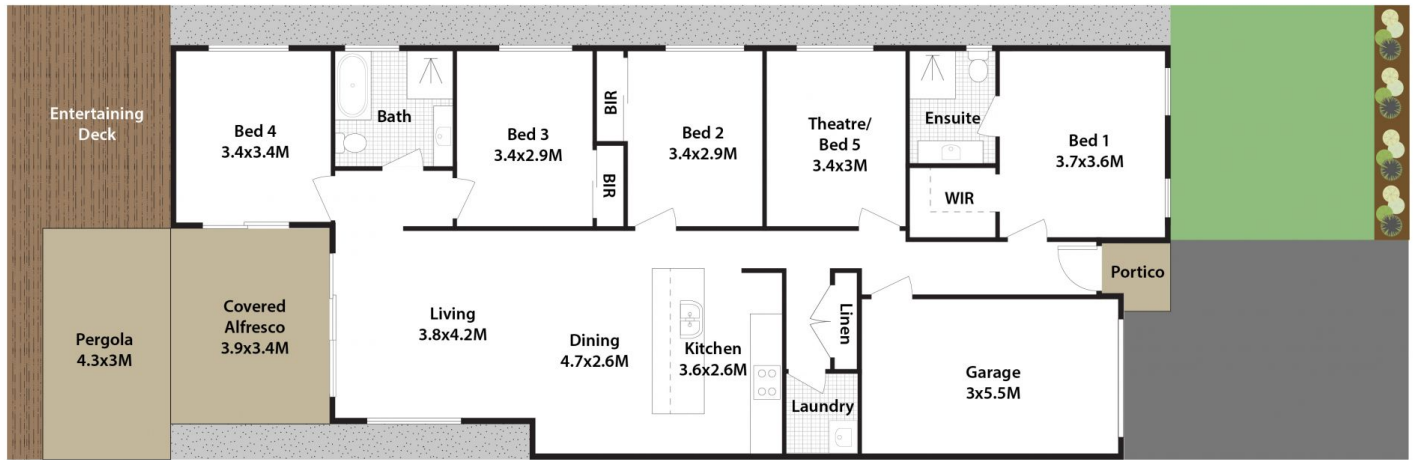 Entertaining
Deck
Bed 4
3.4x3.4M
Bath
Bed 3
3.4x2.9M
BIR
BIR
Bed 2
3.4x2.9M
Theatre/
Bed 5
3.4x3M
Ensuite
WIR
Bed 1
3.7x3.6M
Portico
Pergola
4.3x3M
Covered
Alfresco
3.9x3.4M
Living
3.8x4.2M
Dining
4.7x2.6M
Kitchen
3.6x2.6M
Linen
Laundry
Garage
3x5.5M